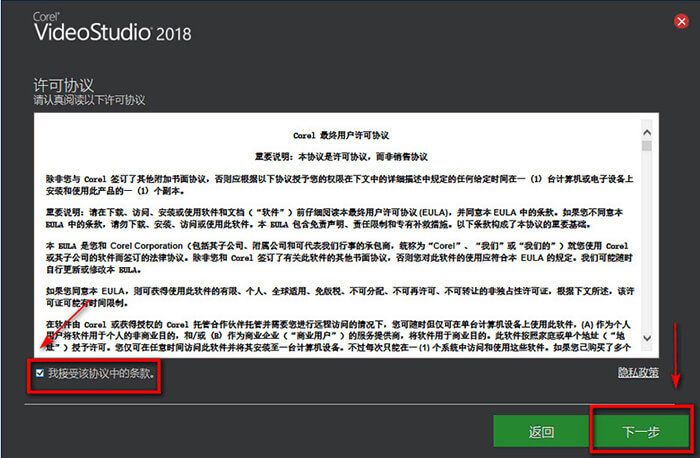 Corel®
VideoStudio® 2018
许可协议
请认真阅读以下许可协议
Corel 最终用户许可协议
重要说明：本协议是许可协议，而非销售协议
除非您与 Corel 签订了其他附加书面协议，否则应根据以下协议授予您的权限在下文中的详细描述中规定的任何给定时间在一（1）台计算机或电子设备上
安装和使用此产品的一（1）个副本。
重要说明：请在下载、访问、安装或使用软件和文档（“软件”）前仔细阅读本最终用户许可协议(EULA)，并同意本 EULA 中的条款。如果您不同意本
EULA 中的条款，请勿下载、安装、访问或使用此软件。本 EULA 包含免责声明、责任限制和专有补救措施。以下条款构成了本协议的重要基础。
本 EULA 是您和 Corel Corporation（包括其子公司、附属公司和可代表我们行事的承包商，统称为“Corel”、“我们”或“我们的”）就您使用 Corel
或其子公司的软件而签订的法律协议。除非您和 Corel 签订了有关此软件的其他书面协议，否则您对此软件的使用应符合本 EULA 的规定。我们可能随时
自行更新或修改本 EULA。
如果您同意本 EULA，则可获得使用此软件的有限、个人、全球适用、免版税、不可分配、不可再许可、不可转让的非独占性许可证，根据下文所述，该许
可证可能有时间限制。
在软件由 Corel 或获得授权的 Corel 托管合作伙伴托管并需要您进行远程访问的情况下，您可随时但仅可在单台计算机设备上使用此软件，(A) 作为个人
用户将软件用于个人的非商业目的，和/或（B）作为商业企业（“商业用户”）的服务提供商，将软件用于商业目的。此软件按照家庭或单个地址（“地
址”）授予许可。您仅可在任意时间访问此软件并将其安装至一台计算机设备。不过每次只能在一(1)个系统中访问和使用这些软件。如果您已购买了多个
我接受该协议中的条款。
隐私政策
返回
下一步